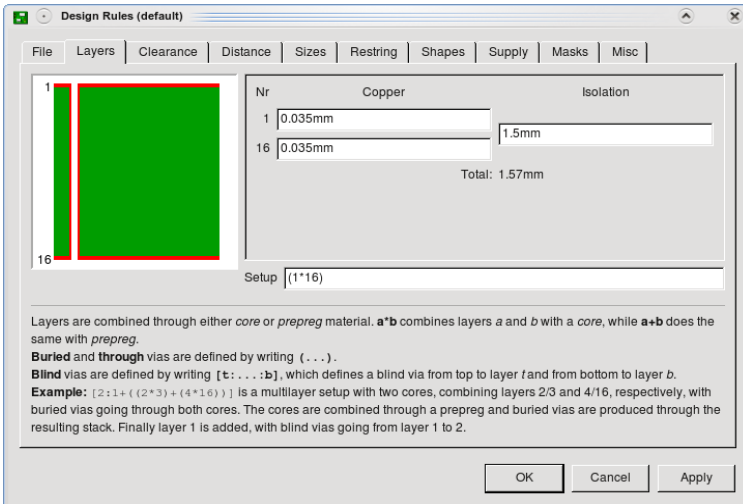 Design Rules (default)
File Layers Clearance Distance Sizes Restring Shapes Supply Masks Misc
1
16
Nr Copper Isolation
1 0.035mm
1.5mm
16 0.035mm
Total: 1.57mm
Setup (1*16)
Layers are combined through either core or prepreg material. a*b combines layers a and b with a core, while a+b does the
same with prepreg.
Buried and through vias are defined by writing (...).
Blind vias are defined by writing [t:...:b], which defines a blind via from top to layer t and from bottom to layer b.
Example: [2:1+((2*3)+(4*16))] is a multilayer setup with two cores, combining layers 2/3 and 4/16, respectively, with
buried vias going through both cores. The cores are combined through a prepreg and buried vias are produced through the
resulting stack. Finally layer 1 is added, with blind vias going from layer 1 to 2.
OK Cancel Apply